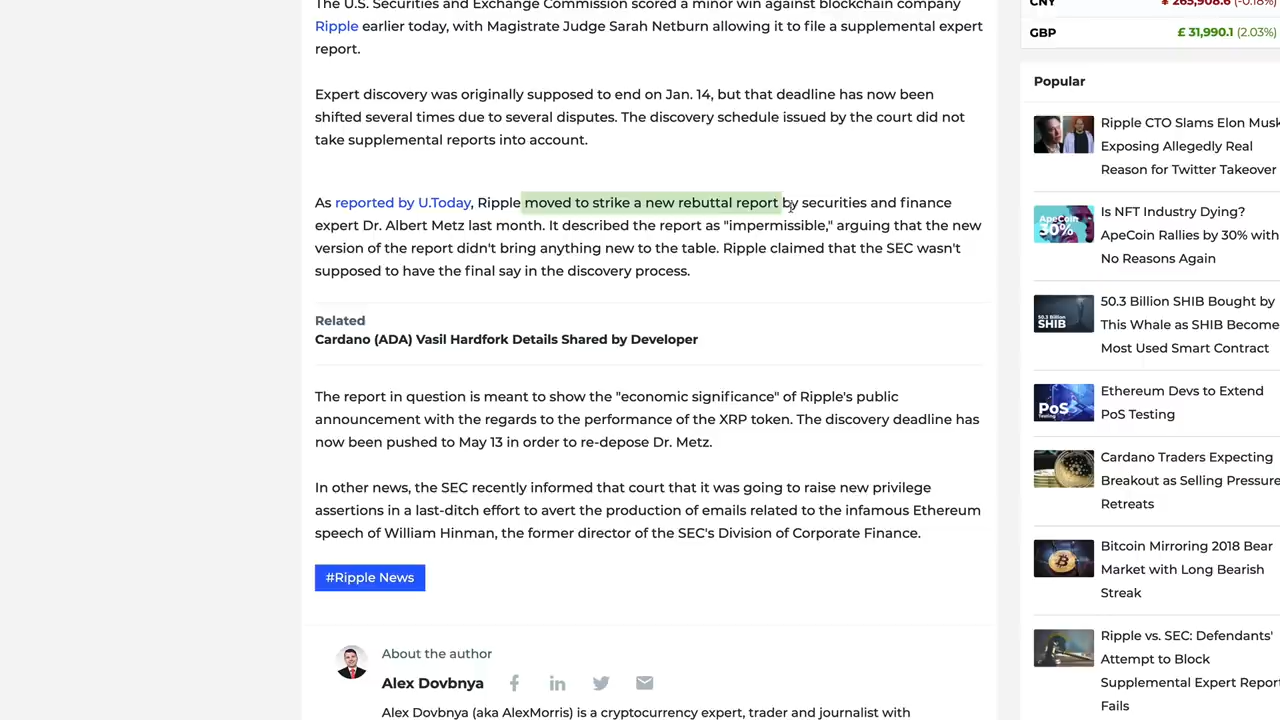 The U.S. Securities and Exchange Commission scored a minor win against blockchain company
Ripple earlier today, with Magistrate Judge Sarah Netburn allowing it to file a supplemental expert
report.
Expert discovery was originally supposed to end on Jan. 14, but that deadline has now been
shifted several times due to several disputes. The discovery schedule issued by the court did not
take supplemental reports into account.
As reported by U.Today, Ripple moved to strike a new rebuttal report by securities and finance
expert Dr. Albert Metz last month. It described the report as "impermissible," arguing that the new
version of the report didn't bring anything new to the table. Ripple claimed that the SEC wasn't
supposed to have the final say in the discovery process.
Related
Cardano (ADA) Vasil Hardfork Details Shared by Developer
The report in question is meant to show the "economic significance" of Ripple's public
announcement with the regards to the performance of the XRP token. The discovery deadline has
now been pushed to May 13 in order to re-depose Dr. Metz.
In other news, the SEC recently informed that court that it was going to raise new privilege
assertions in a last-ditch effort to avert the production of emails related to the infamous Ethereum
speech of William Hinman, the former director of the SEC's Division of Corporate Finance.
#Ripple News
About the author
Alex Dovbnya
Alex Dovbnya (aka AlexMorris) is a cryptocurrency expert, trader and journalist with
CNY ¥ 265,908.6 (-0.18%)
GBP £ 31,990.1 (2.03%)
Popular
Ripple CTO Slams Elon Musk
Exposing Allegedly Real
Reason for Twitter Takeover
ApeCoin
30%
Is NFT Industry Dying?
ApeCoin Rallies by 30% with
No Reasons Again
50.3 Billion
SHIB
50.3 Billion SHIB Bought by
This Whale as SHIB Become
Most Used Smart Contract
PoS
Testing
Ethereum Devs to Extend
PoS Testing
Cardano Traders Expecting
Breakout as Selling Pressure
Retreats
Bitcoin Mirroring 2018 Bear
Market with Long Bearish
Streak
Ripple vs. SEC: Defendants'
Attempt to Block
Supplemental Expert Report
Fails